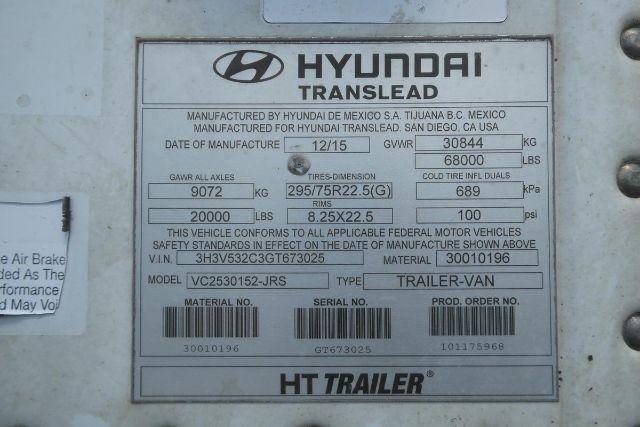 HYUNDAI
TRANSLEAD
MANUFACTURED BY HYUNDAI DE MEXICO S.A. TIJUANA B.C. MEXICO
MANUFACTURED FOR HYUNDAI TRANSLEAD. SAN DIEGO, CA USA
DATE OF MANUFACTURE 12/15 GVWR 30844 KG
68000 LBS
GAWR ALL AXLES TIRES-DIMENSION COLD TIRE INFL DUALS
9072 KG 295/75R22.5(G) 689 kPa
RIMS
20000 LBS 8.25X22.5 100 psi
THIS VEHICLE CONFORMS TO ALL APPLICABLE FEDERAL MOTOR VEHICLES
SAFETY STANDARDS IN EFFECT ON THE DATE OF MANUFACTURE SHOWN ABOVE
V.I.N. 3H3V532C3GT673025 MATERIAL 30010196
MODEL VC2530152-JRS TYPE TRAILER-VAN
MATERIAL NO. SERIAL NO. PROD. ORDER NO.
30010196 GT673025 101175968
HT TRAILER®
e Air Brake
ded As The
erformance
d May Voi